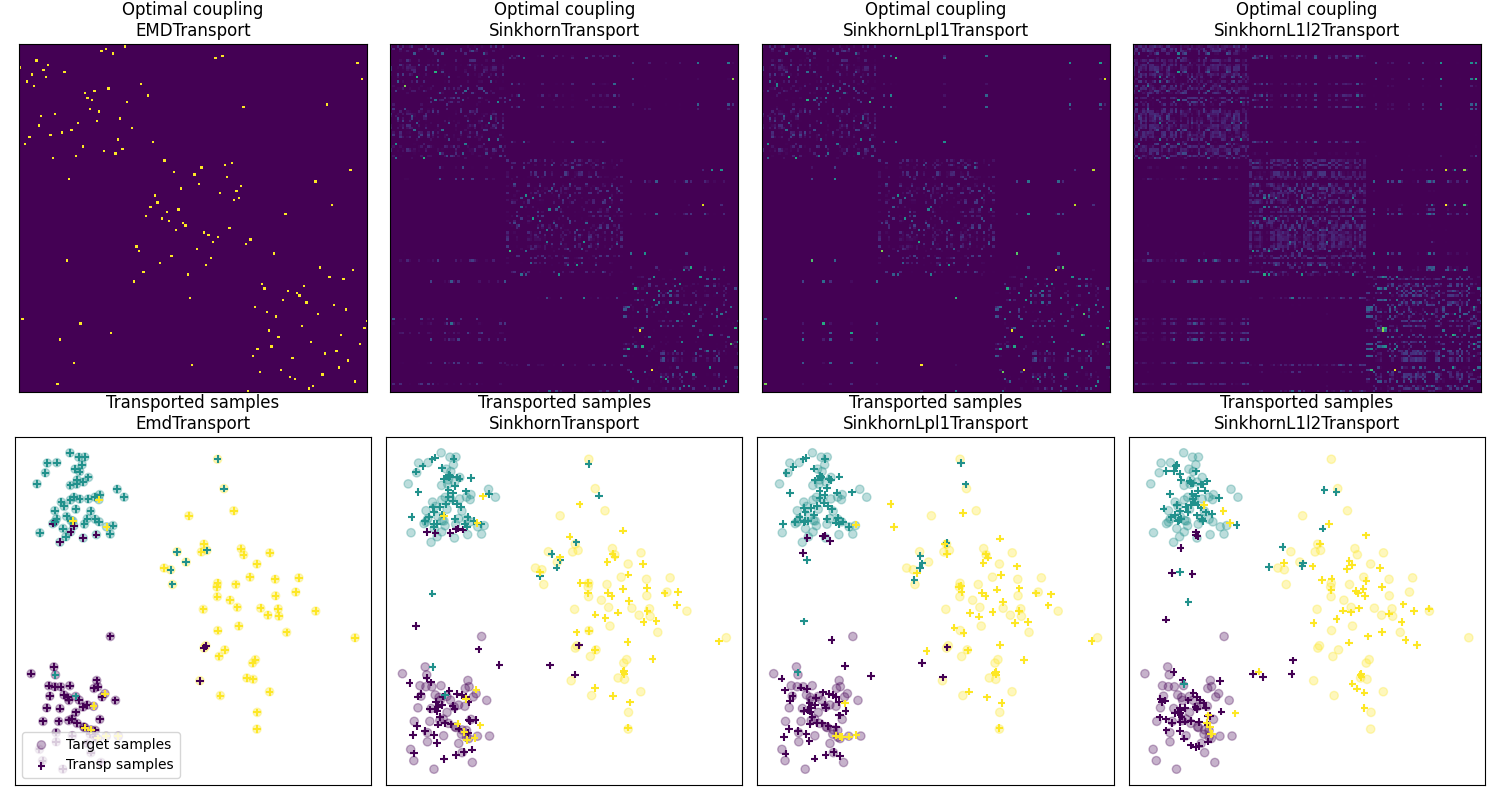 Optimal coupling
EMDTransport
Optimal coupling
SinkhornTransport
Optimal coupling
SinkhornLpl1Transport
Optimal coupling
SinkhornL1l2Transport
Transported samples
EmdTransport
Transported samples
SinkhornTransport
Transported samples
SinkhornLpl1Transport
Transported samples
SinkhornL1l2Transport
Target samples
Transp samples